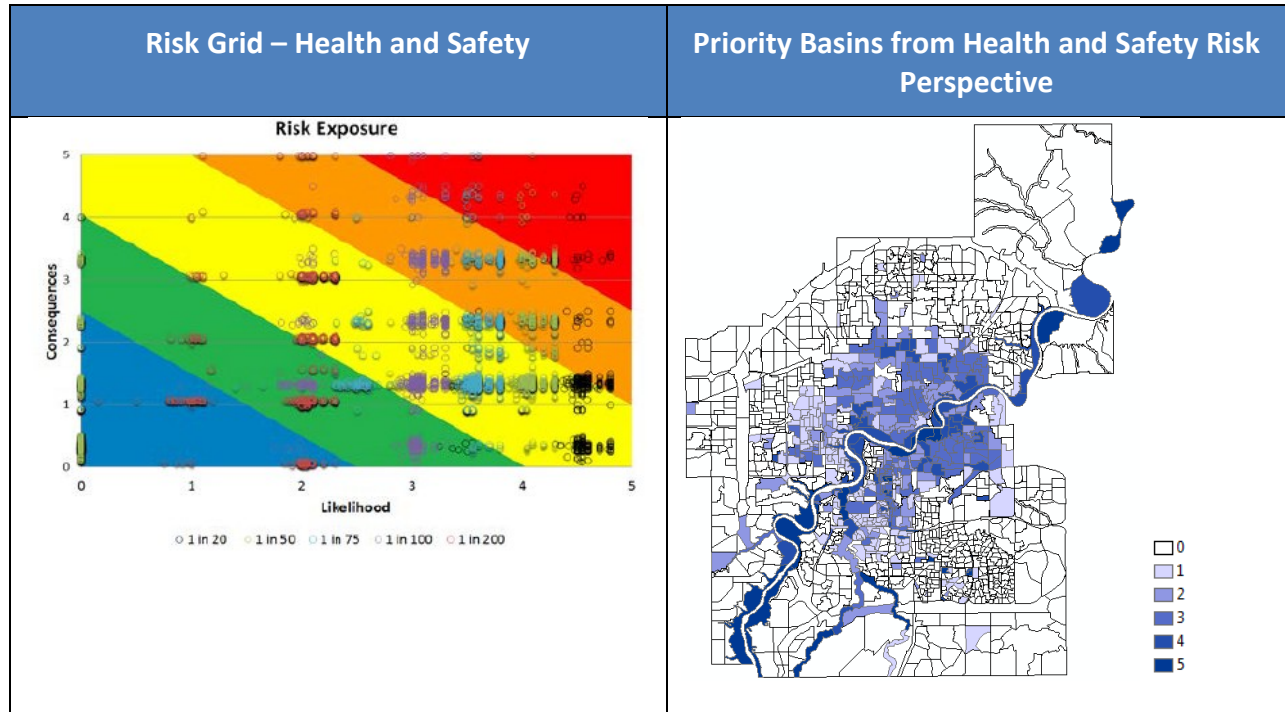 Risk Grid – Health and Safety
Priority Basins from Health and Safety Risk
Perspective
Risk Exposure
5
4
3
2
1
0
Consequences
0 1 2 3 4 5
Likelihood
1 in 20 1 in 50 1 in 75 1 in 100 1 in 200
0
1
2
3
4
5